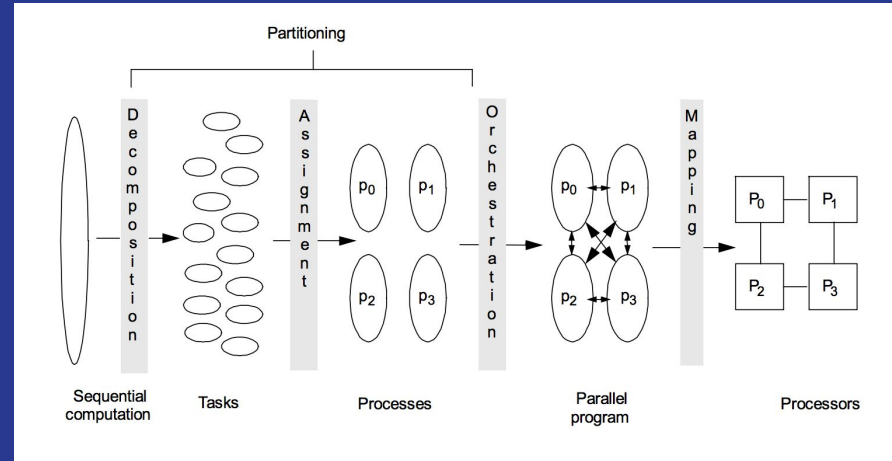 Partitioning
Decomposition
Assignment
Orchestration
Mapping
p0
p1
p2
p3
p0
p1
p2
p3
P0
P1
P2
P3
Sequential
computation
Tasks
Processes
Parallel
program
Processors